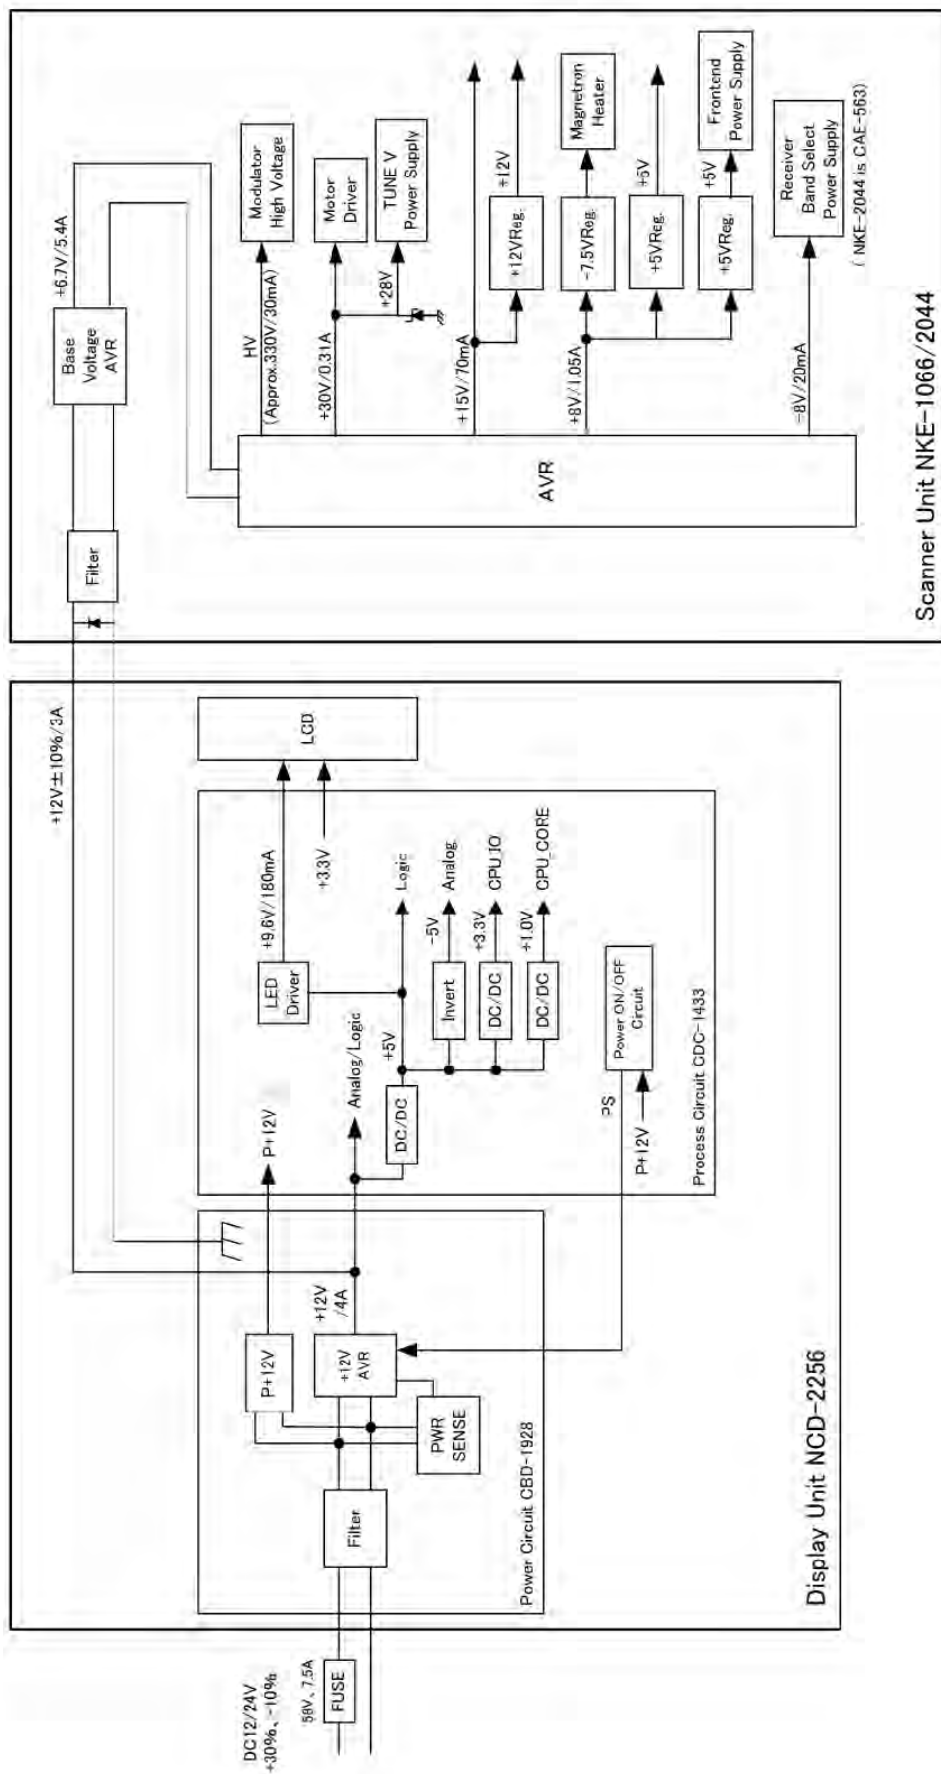 DC12/24V
+30%、-10%
58V、7.5A
FUSE
Filter
P+12V
+12V
AVR
PWR
SENSE
+12V
/4A
Power Circuit CBD-1928
P+12V
Analog/Logic
DC/DC
+5V
LED
Driver
+9.6V/180mA
+3.3V
LCD
Logic
Invert
-5V
Analog
DC/DC
+3.3V
CPU_IO
DC/DC
+1.0V
CPU_CORE
PS
P+12V
Power ON/OFF
Circuit
Process Circuit CDC-1433
Display Unit NCD-2256
+12V±10%/3A
Filter
Base
Voltage
AVR
+6.7V/5.4A
AVR
HV
(Approx.330V/30mA)
Modulator
High Voltage
+30V/0.31A
Motor
Driver
+28V
TUNE V
Power Supply
+15V/70mA
+12VReg.
+12V
+8V/1.05A
-7.5VReg.
Magnetron
Heater
+5VReg.
+5V
+5VReg.
+5V
Frontend
Power Supply
-8V/20mA
Receiver
Band Select
Power Supply
( NKE-2044 is CAE-563)
Scanner Unit NKE-1066/2044